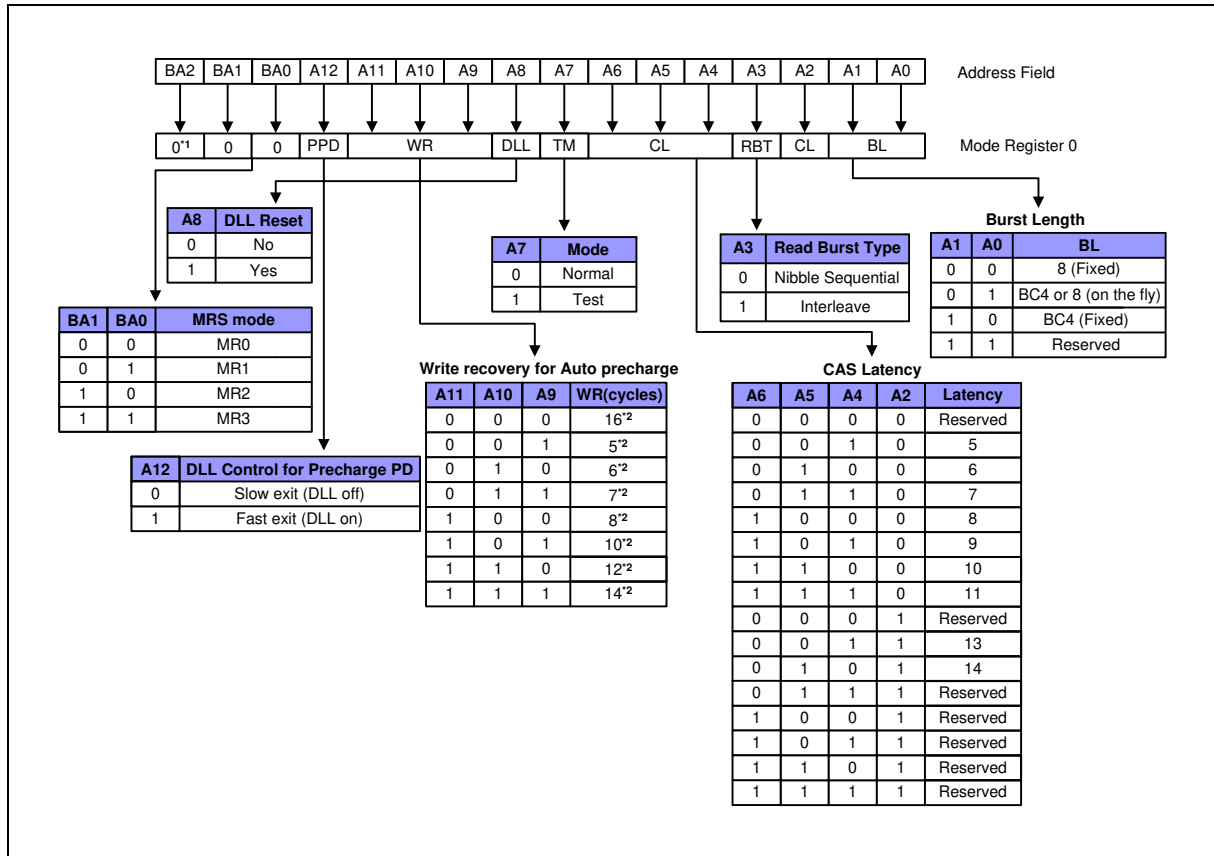 BA2 BA1 BA0 A12 A11 A10 A9 A8 A7 A6 A5 A4 A3 A2 A1 A0 Address Field
0*1 0 0 PPD WR DLL TM CL RBT CL BL Mode Register 0
A8 DLL Reset
0 No
1 Yes
A7 Mode
0 Normal
1 Test
A3 Read Burst Type
0 Nibble Sequential
1 Interleave
Burst Length
A1 A0 BL
0 0 8 (Fixed)
0 1 BC4 or 8 (on the fly)
1 0 BC4 (Fixed)
1 1 Reserved
BA1 BA0 MRS mode
0 0 MR0
0 1 MR1
1 0 MR2
1 1 MR3
A12 DLL Control for Precharge PD
0 Slow exit (DLL off)
1 Fast exit (DLL on)
Write recovery for Auto precharge
A11 A10 A9 WR(cycles)
0 0 0 16*2
0 0 1 5*2
0 1 0 6*2
0 1 1 7*2
1 0 0 8*2
1 0 1 10*2
1 1 0 12*2
1 1 1 14*2
CAS Latency
A6 A5 A4 A2 Latency
0 0 0 0 Reserved
0 0 1 0 5
0 1 0 0 6
0 1 1 0 7
1 0 0 0 8
1 0 1 0 9
1 1 0 0 10
1 1 1 0 11
0 0 0 1 Reserved
0 0 1 1 13
0 1 0 1 14
0 1 1 1 Reserved
1 0 0 1 Reserved
1 0 1 1 Reserved
1 1 0 1 Reserved
1 1 1 1 Reserved